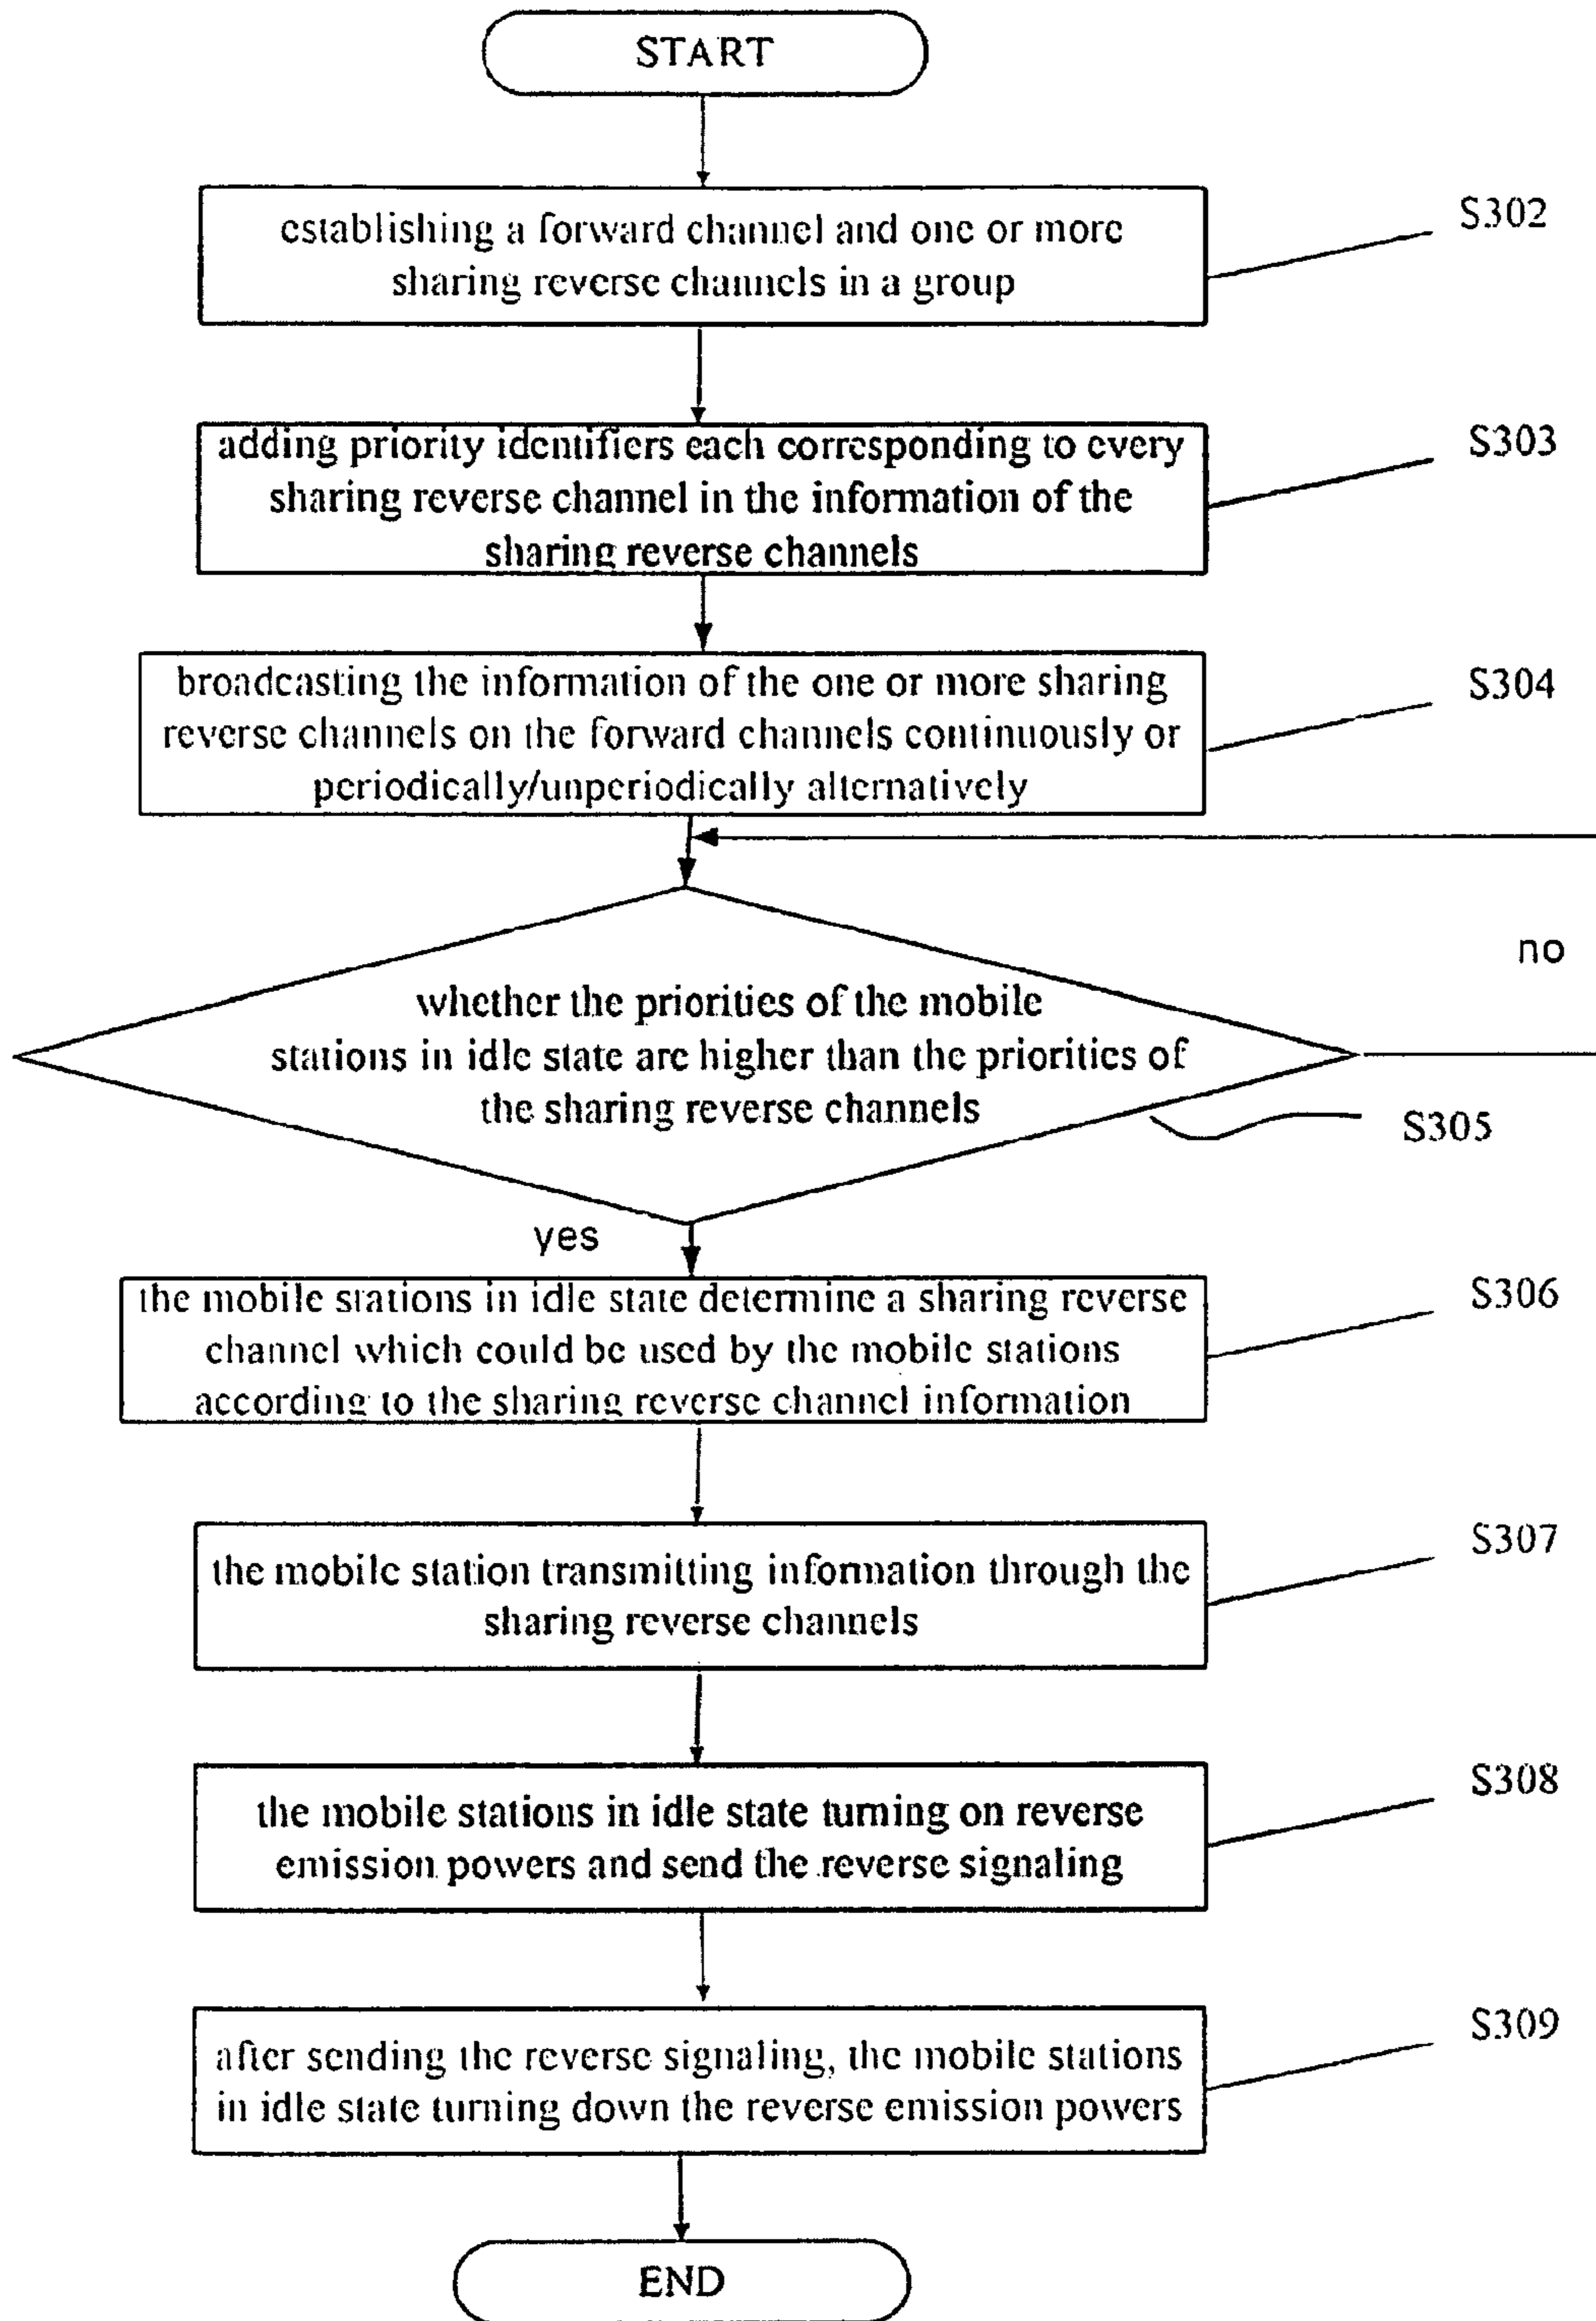 START
establishing a forward channel and one or more
sharing reverse channels in a group
S302
adding priority identifiers each corresponding to every
sharing reverse channel in the information of the
sharing reverse channels
S303
broadcasting the information of the one or more sharing
reverse channels on the forward channels continuously or
periodically/unperiodically alternatively
S304
no
whether the priorities of the mobile
stations in idle state are higher than the priorities of
the sharing reverse channels
S305
yes
the mobile stations in idle state determine a sharing reverse
channel which could be used by the mobile stations
according to the sharing reverse channel information
S306
the mobile station transmitting information through the
sharing reverse channels
S307
the mobile stations in idle state turning on reverse
emission powers and send the reverse signaling
S308
after sending the reverse signaling, the mobile stations
in idle state turning down the reverse emission powers
S309
END